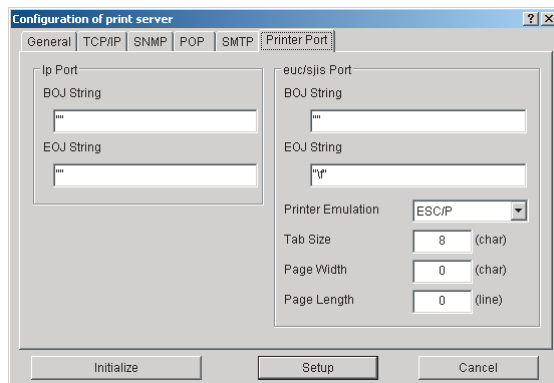 Configuration of print server
General TCP/IP SNMP POP SMTP Printer Port
lp Port
BOJ String
""
EOJ String
""
euc/sjis Port
BOJ String
""
EOJ String
"\f"
Printer Emulation ESC/P
Tab Size 8 (char)
Page Width 0 (char)
Page Length 0 (line)
Initialize Setup Cancel